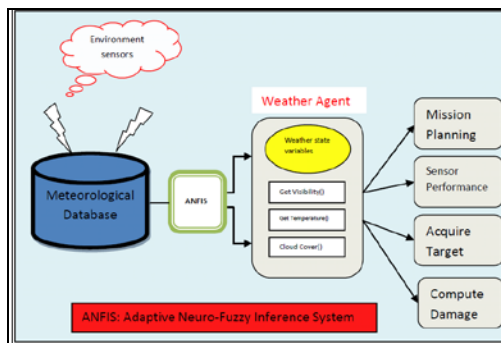 Environment
sensors
Weather Agent
Meteorological
Database
ANFIS
Weather state
variables
Get Visibility()
Get Temperature()
Cloud Cover()
Mission
Planning
Sensor
Performance
Acquire
Target
Compute
Damage
ANFIS: Adaptive Neuro-Fuzzy Inference System